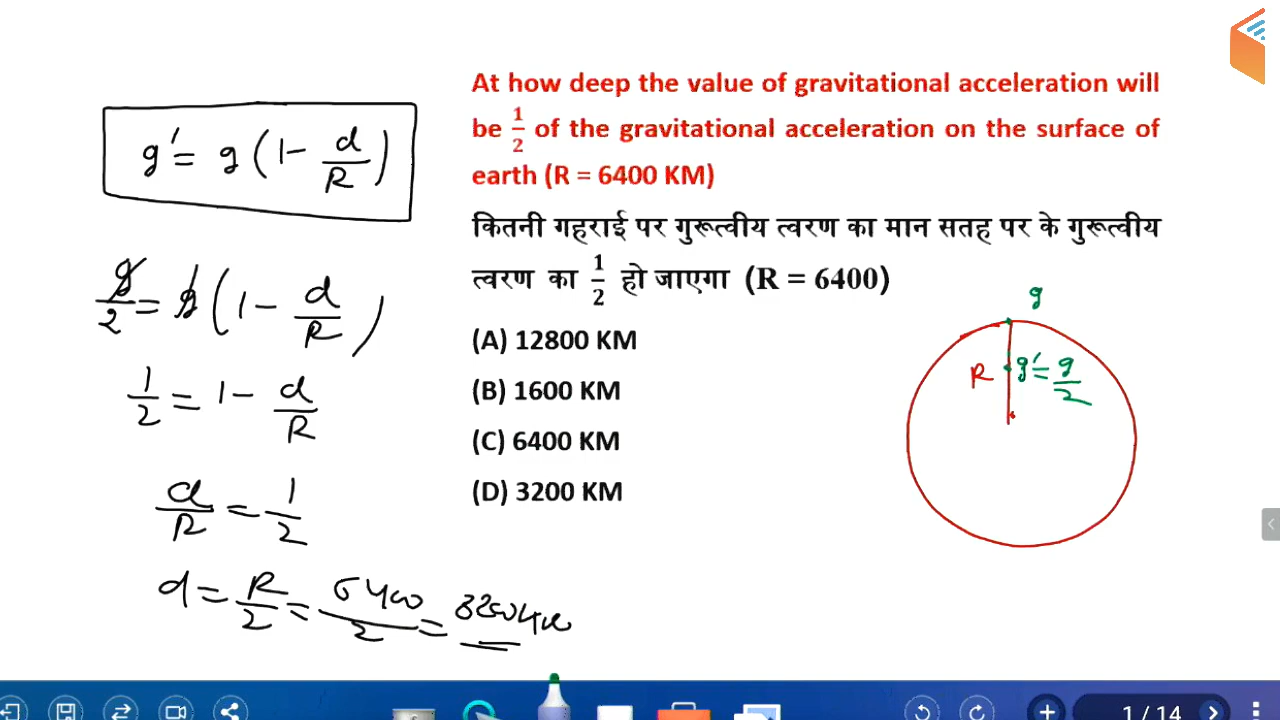 At how deep the value of gravitational acceleration will
be 1/2 of the gravitational acceleration on the surface of
earth (R = 6400 KM)
कितनी गहराई पर गुरूत्वीय त्वरण का मान सतह पर के गुरूत्वीय
त्वरण का 1/2 हो जाएगा (R = 6400)
(A) 12800 KM
(B) 1600 KM
(C) 6400 KM
(D) 3200 KM
g' = g(1 - d/R)
g/2 = g(1 - d/R)
1/2 = 1 - d/R
d/R = 1/2
d = R/2 = 6400/2 = 3200 KM
g
R
g' = g/2
1 / 14